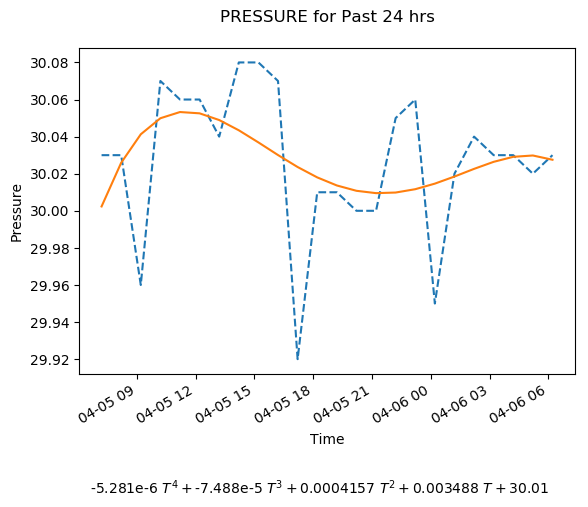 PRESSURE for Past 24 hrs
30.08
30.06
30.04
30.02
30.00
29.98
29.96
29.94
29.92
Pressure
04-05 09 04-05 12 04-05 15 04-05 18 04-05 21 04-06 00 04-06 03 04-06 06
Time
-5.281e-6 T⁴ + -7.488e-5 T³ + 0.0004157 T² + 0.003488 T + 30.01